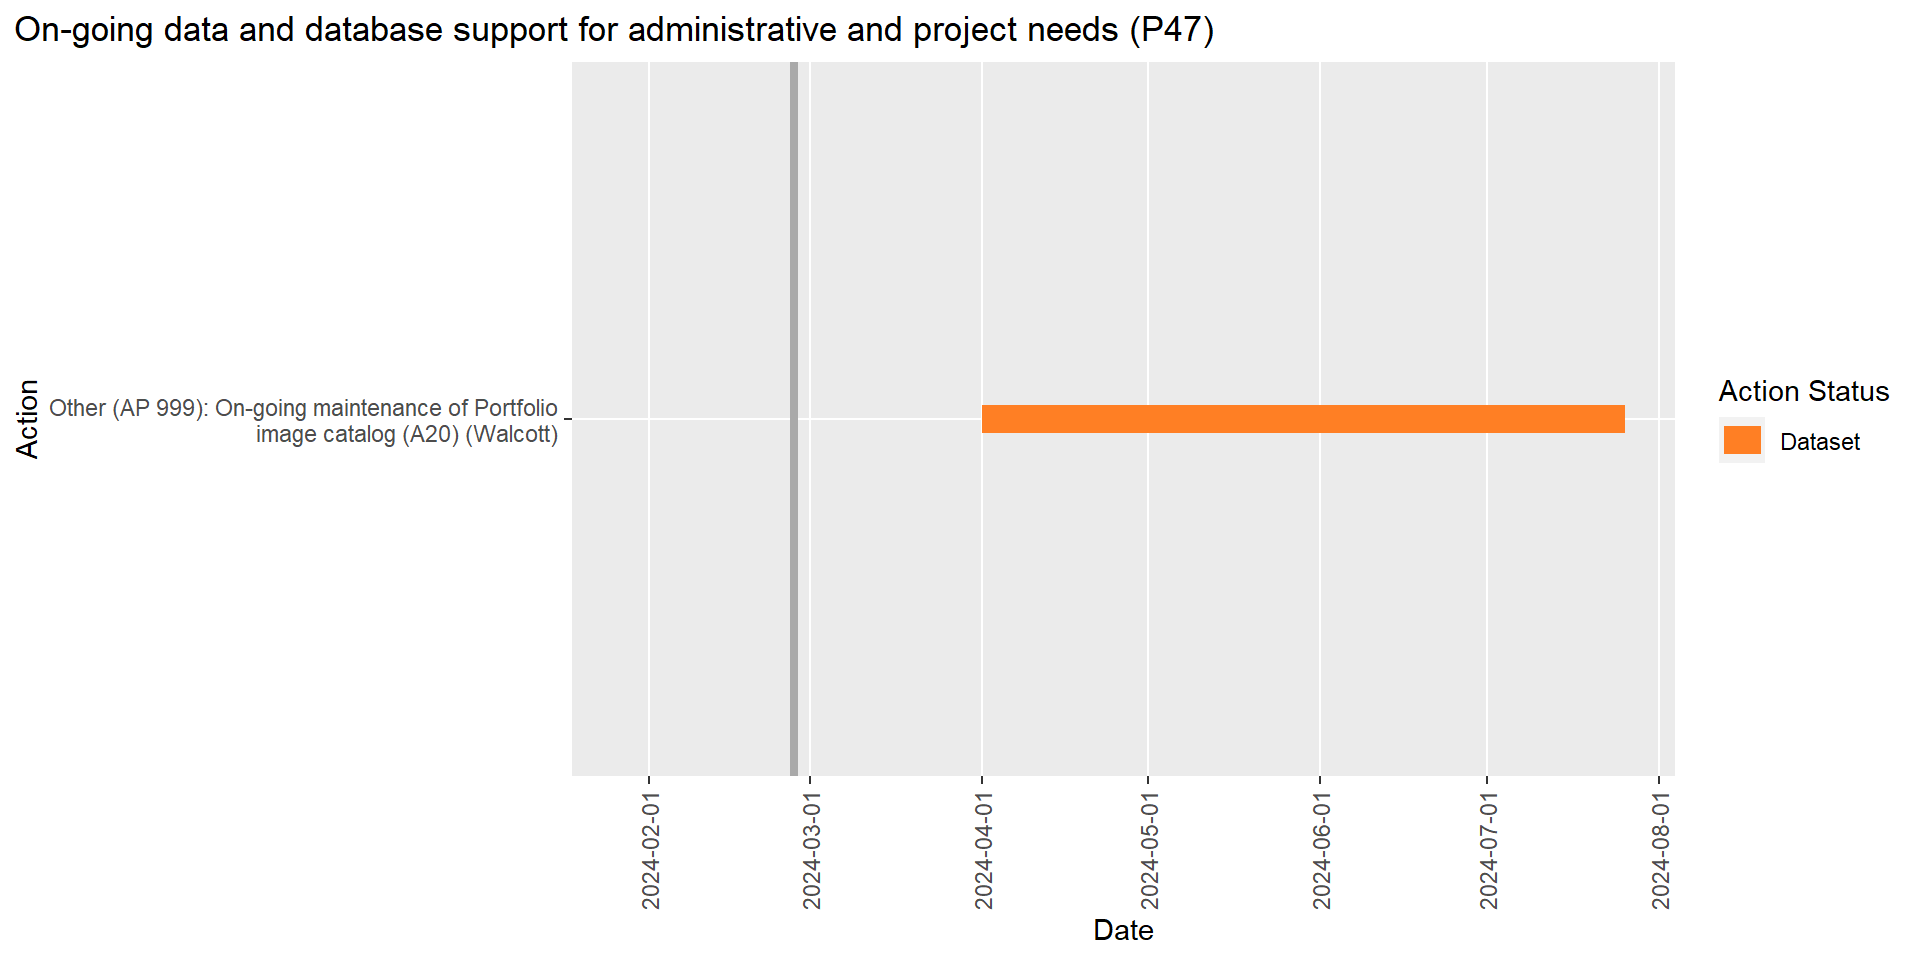 On-going data and database support for administrative and project needs (P47)
Action
Other (AP 999): On-going maintenance of Portfolio
image catalog (A20) (Walcott)
Action Status
Dataset
2024-02-01
2024-03-01
2024-04-01
2024-05-01
2024-06-01
2024-07-01
2024-08-01
Date